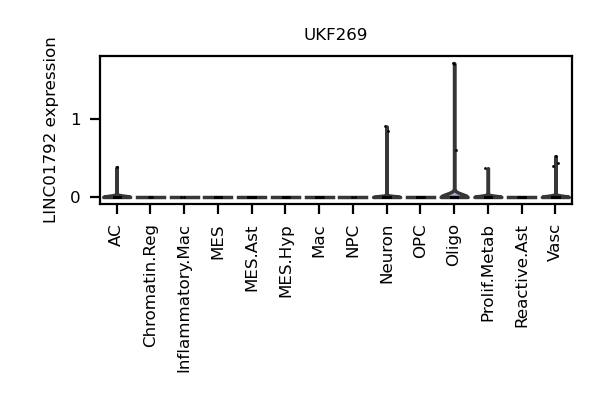 UKF269
LINC01792 expression
1
0
AC
Chromatin.Reg
Inflammatory.Mac
MES
MES.Ast
MES.Hyp
Mac
NPC
Neuron
OPC
Oligo
Prolif.Metab
Reactive.Ast
Vasc